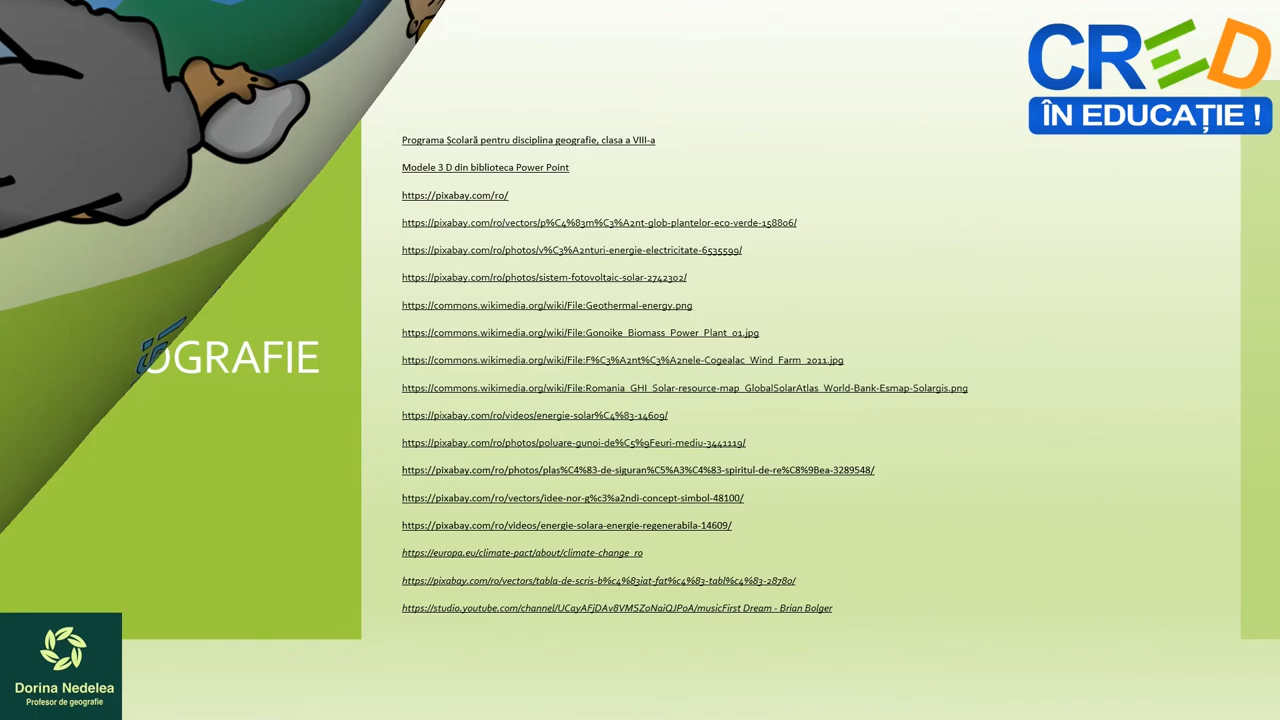 CRED
ÎN EDUCAȚIE !
Programa Școlară pentru disciplina geografie, clasa a VIII-a
Modele 3 D din biblioteca Power Point
https://pixabay.com/ro/
https://pixabay.com/ro/vectors/p%C4%83m%C3%A2nt-glob-plantelor-eco-verde-158806/
https://pixabay.com/ro/photos/v%C3%A2nturi-energie-electricitate-6535599/
https://pixabay.com/ro/photos/sistem-fotovoltaic-solar-2742302/
https://commons.wikimedia.org/wiki/File:Geothermal-energy.png
https://commons.wikimedia.org/wiki/File:Gonoike_Biomass_Power_Plant_01.jpg
https://commons.wikimedia.org/wiki/File:F%C3%A2nt%C3%A2nele-Cogealac_Wind_Farm_2011.jpg
https://commons.wikimedia.org/wiki/File:Romania_GHI_Solar-resource-map_GlobalSolarAtlas_World-Bank-Esmap-Solargis.png
OGRAFIE
https://pixabay.com/ro/videos/energie-solar%C4%83-14609/
https://pixabay.com/ro/photos/poluare-gunoi-de%C5%9Feuri-mediu-3441119/
https://pixabay.com/ro/photos/plas%C4%83-de-siguran%C5%A3%C4%83-spiritul-de-re%C8%9Bea-3289548/
https://pixabay.com/ro/vectors/idee-nor-g%c3%a2ndi-concept-simbol-48100/
https://pixabay.com/ro/videos/energie-solara-energie-regenerabila-14609/
https://europa.eu/climate-pact/about/climate-change_ro
https://pixabay.com/ro/vectors/tabla-de-scris-b%c4%83iat-fat%c4%83-tabl%c4%83-28780/
https://studio.youtube.com/channel/UCayAFjDAv8VMSZoNaiQJPoA/musicFirst Dream - Brian Bolger
Dorina Nedelea
Profesor de geografie